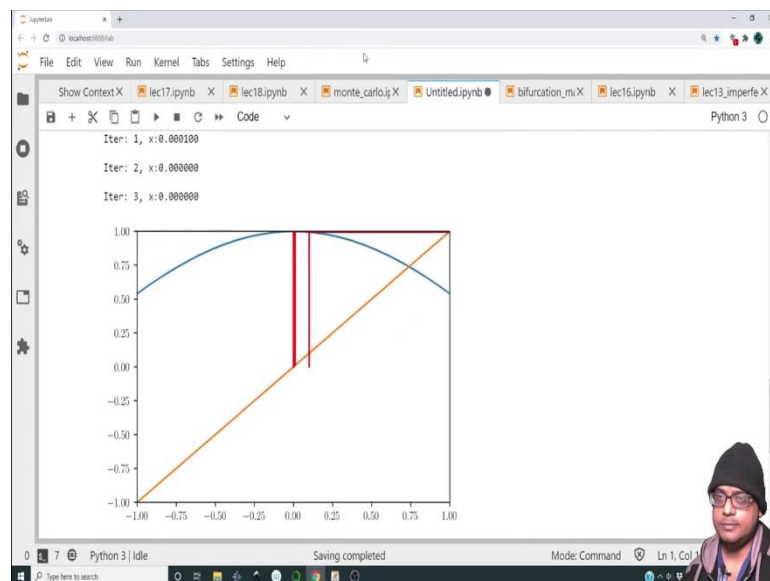 JupyterLab
localhost:8888/lab
File Edit View Run Kernel Tabs Settings Help
Show Context lec17.ipynb lec18.ipynb monte_carlo.ip Untitled.ipynb bifurcation_m lec16.ipynb lec13_imperfe
Code Python 3
Iter: 1, x:0.000100
Iter: 2, x:0.000000
Iter: 3, x:0.000000
1.00
0.75
0.50
0.25
0.00
−0.25
−0.50
−0.75
−1.00
−1.00 −0.75 −0.50 −0.25 0.00 0.25 0.50 0.75 1.00
0 7 Python 3 | Idle Saving completed Mode: Command Ln 1, Col
Type here to search